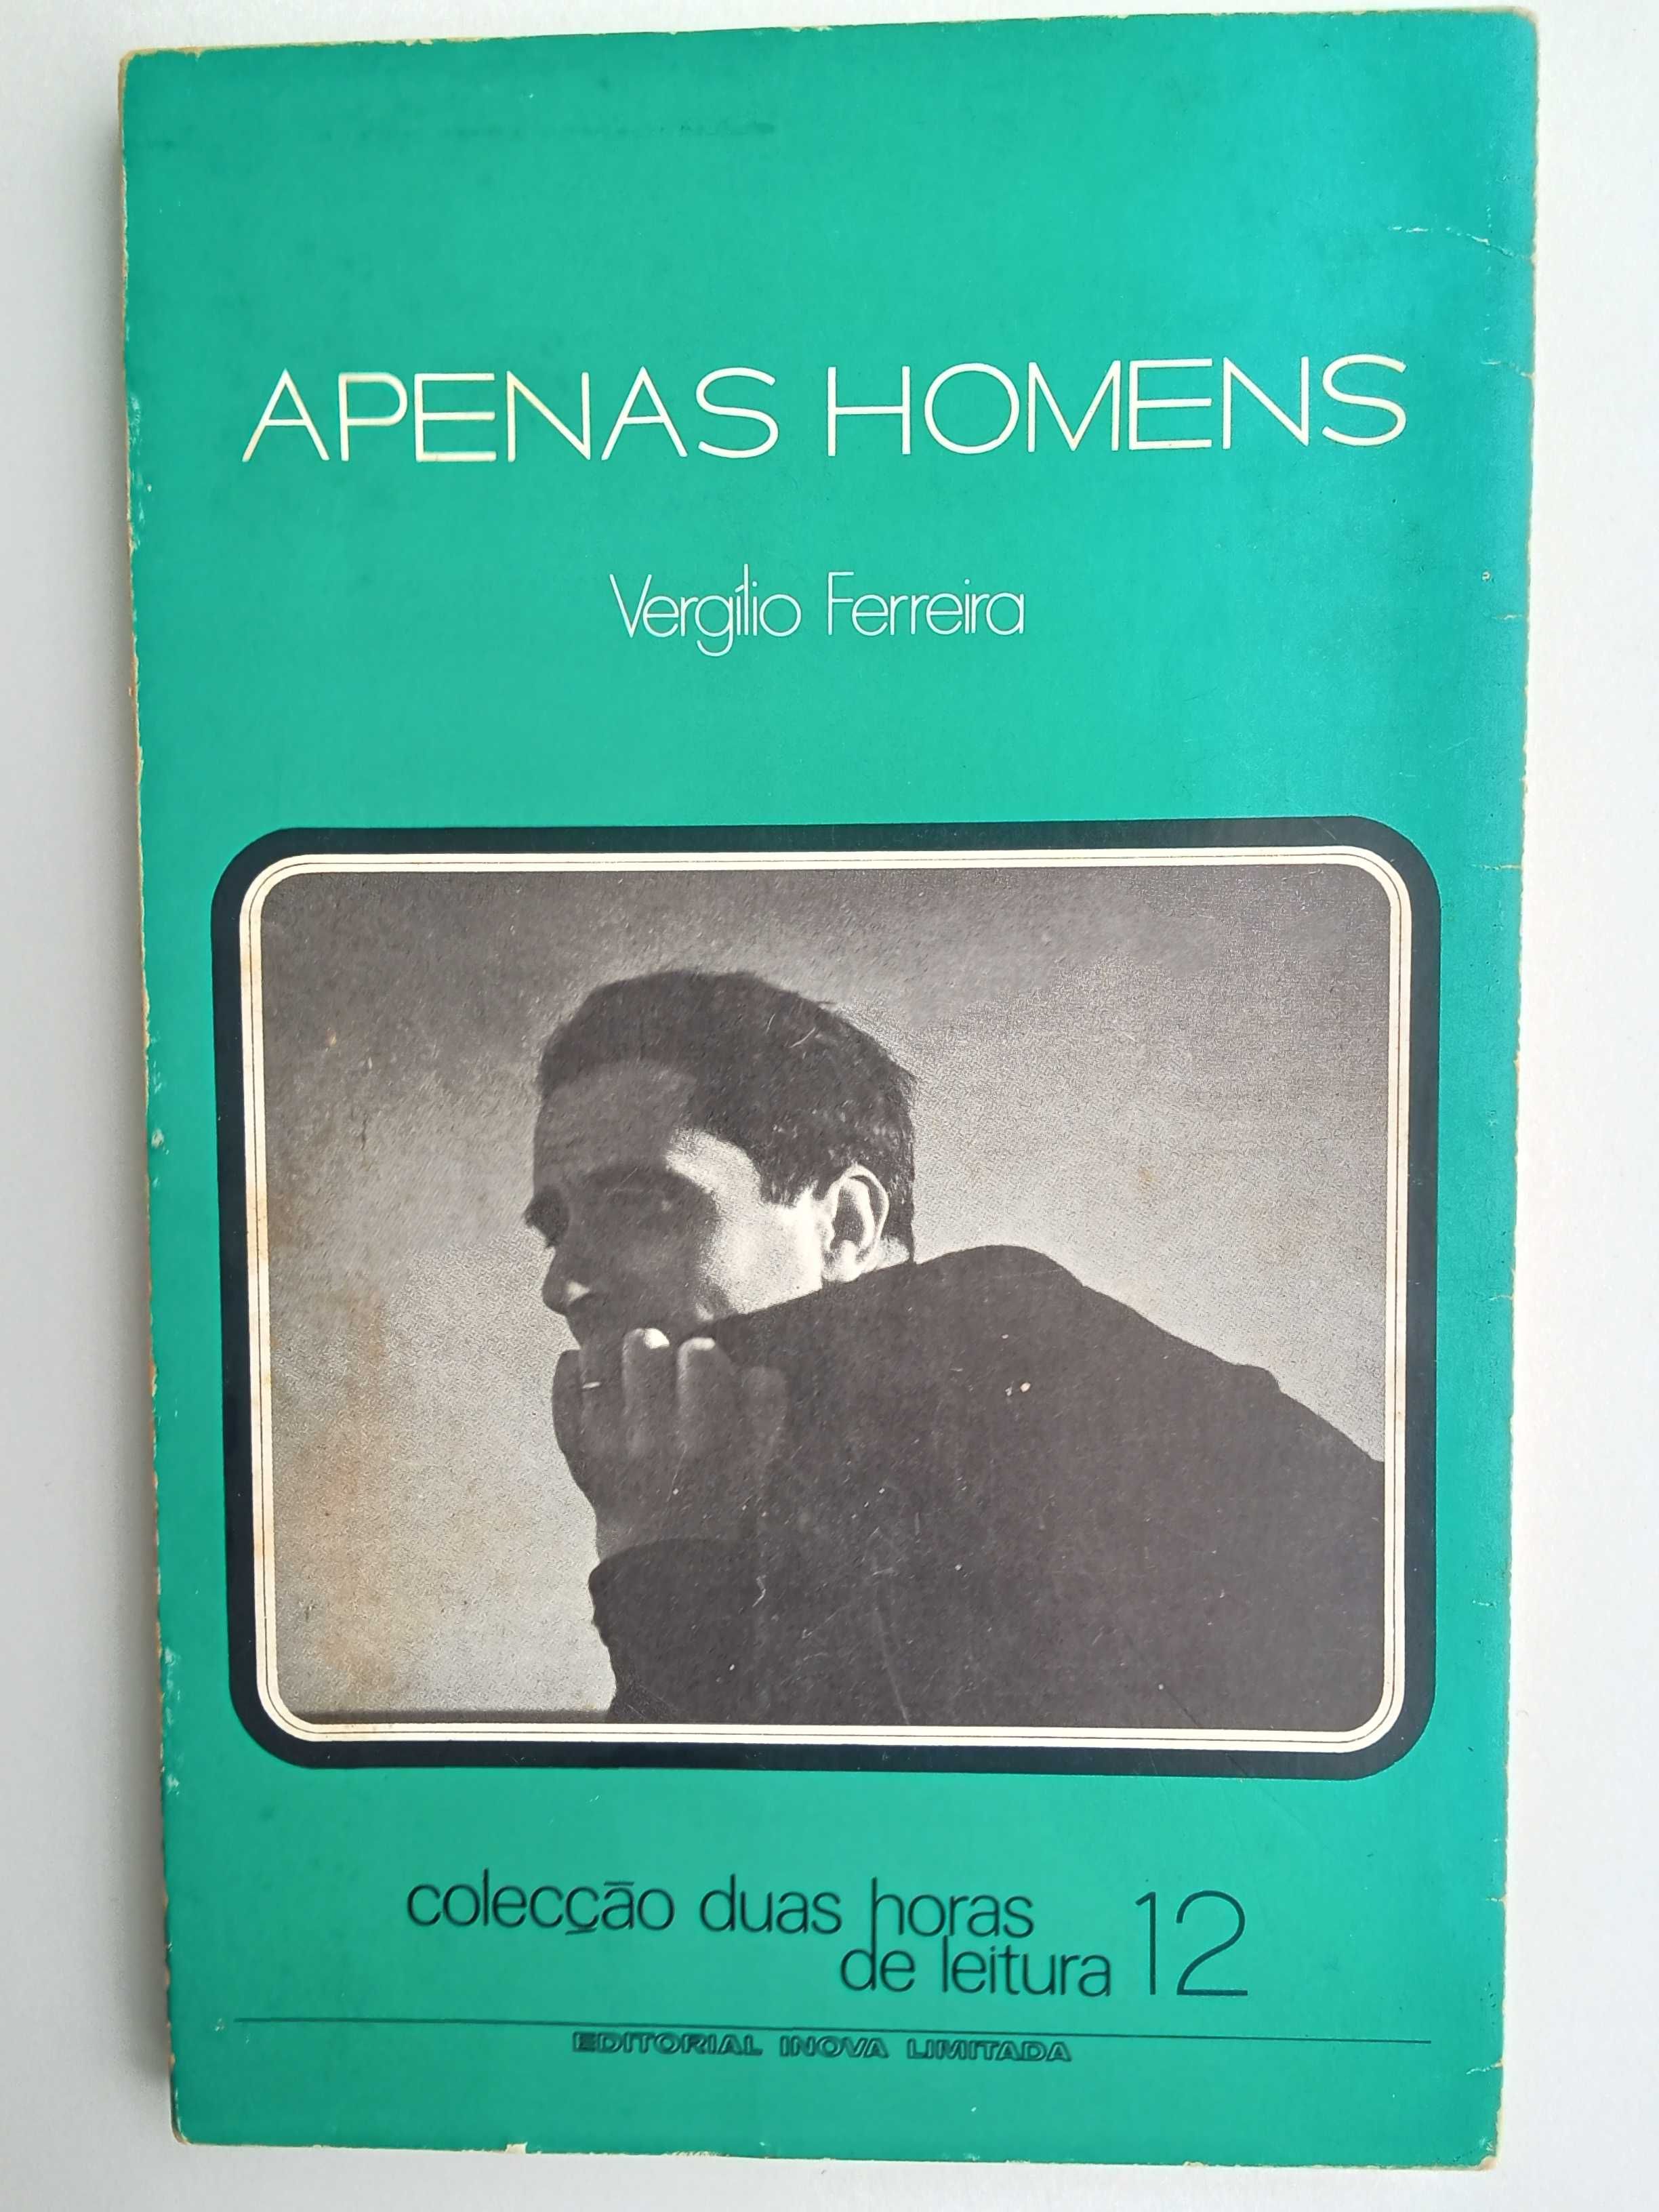 APENAS HOMENS
Vergílio Ferreira
colecção duas horas
de leitura 12
EDITORIAL INOVA LIMITADA